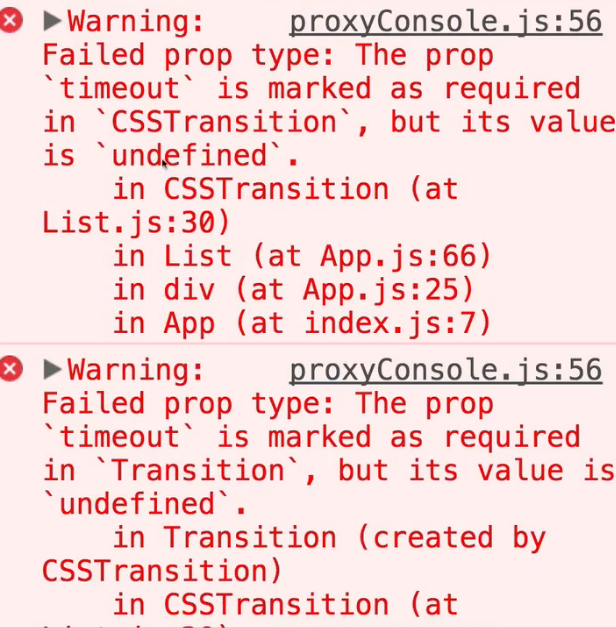 Warning: proxyConsole.js:56
Failed prop type: The prop
`timeout` is marked as required
in `CSSTransition`, but its value
is `undefined`.
in CSSTransition (at
List.js:30)
in List (at App.js:66)
in div (at App.js:25)
in App (at index.js:7)
Warning: proxyConsole.js:56
Failed prop type: The prop
`timeout` is marked as required
in `Transition`, but its value is
`undefined`.
in Transition (created by
CSSTransition)
in CSSTransition (at